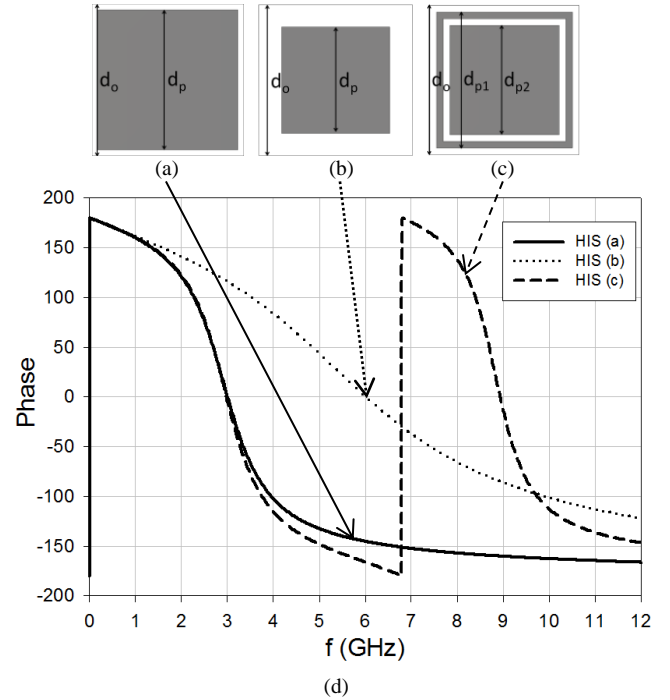 dₒ dₚ dₒ dₚ dₒ dₚ₁ dₚ₂
(a) (b) (c)
200
150
100
50
0
-50
-100
-150
-200
Phase
HIS (a)
HIS (b)
HIS (c)
0 1 2 3 4 5 6 7 8 9 10 11 12
f (GHz)
(d)